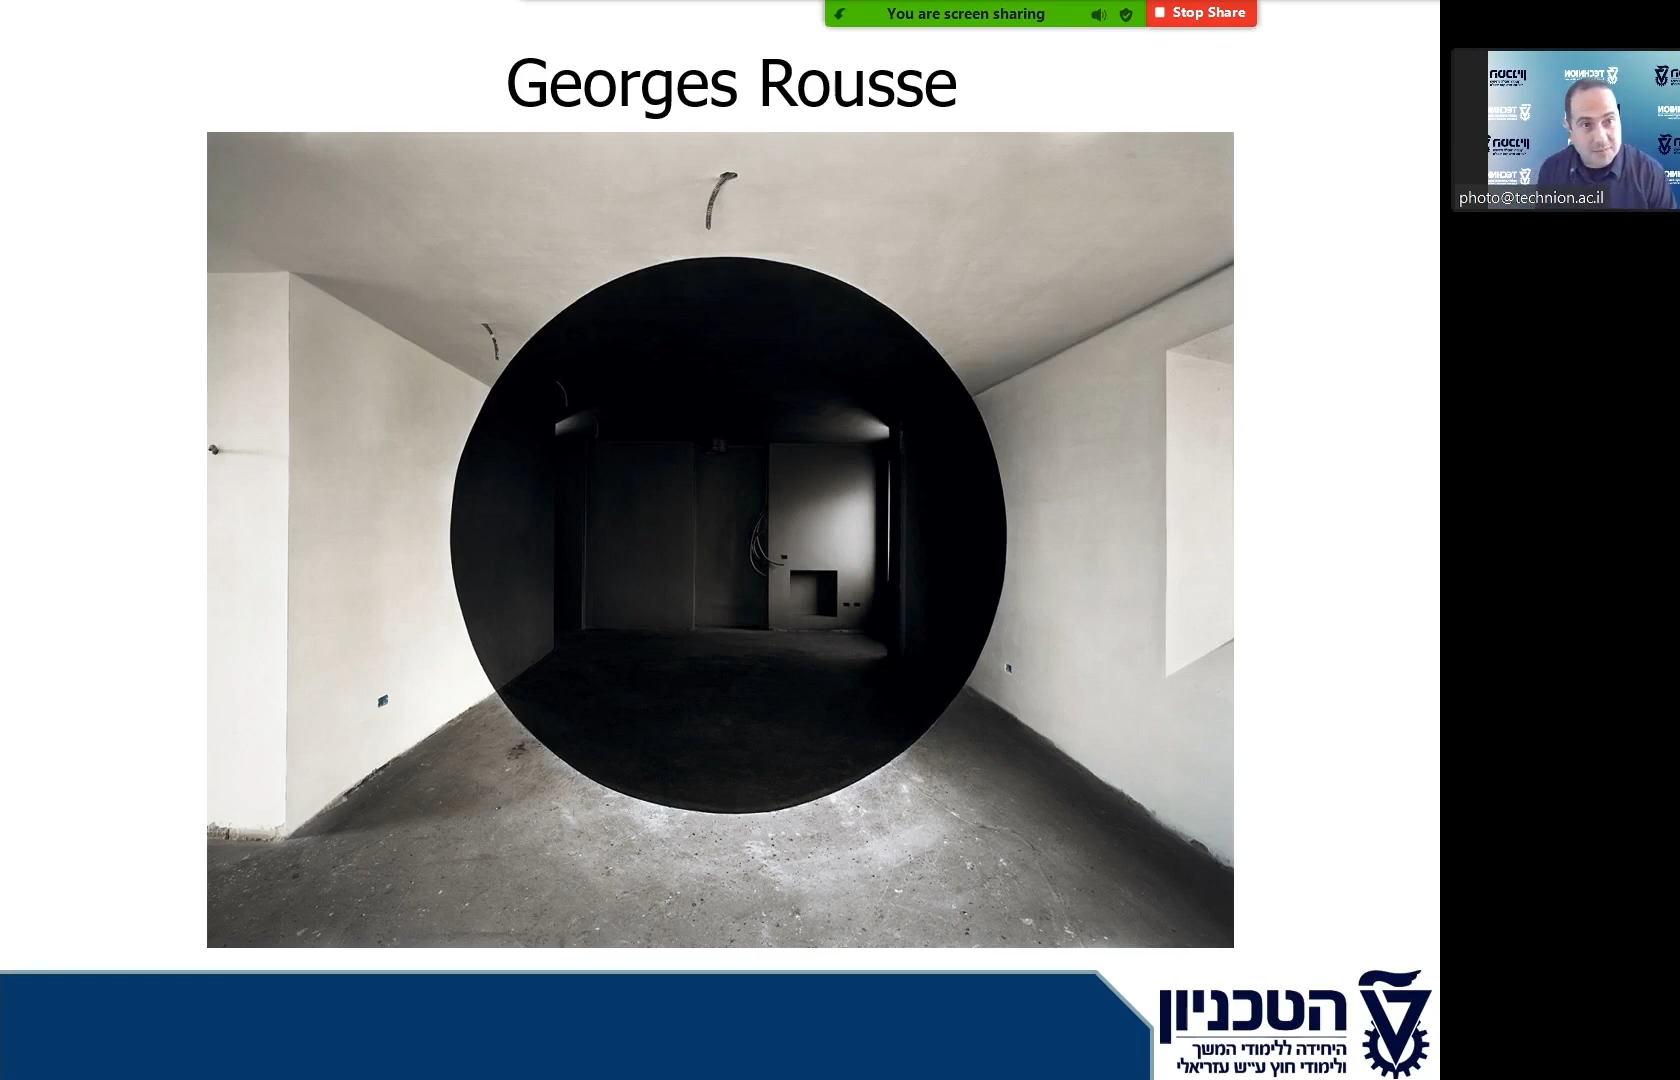 You are screen sharing
Stop Share
Georges Rousse
photo@technion.ac.il
הטכניון
היחידה ללימודי המשך
ולימודי חוץ ע״ש עזריאלי